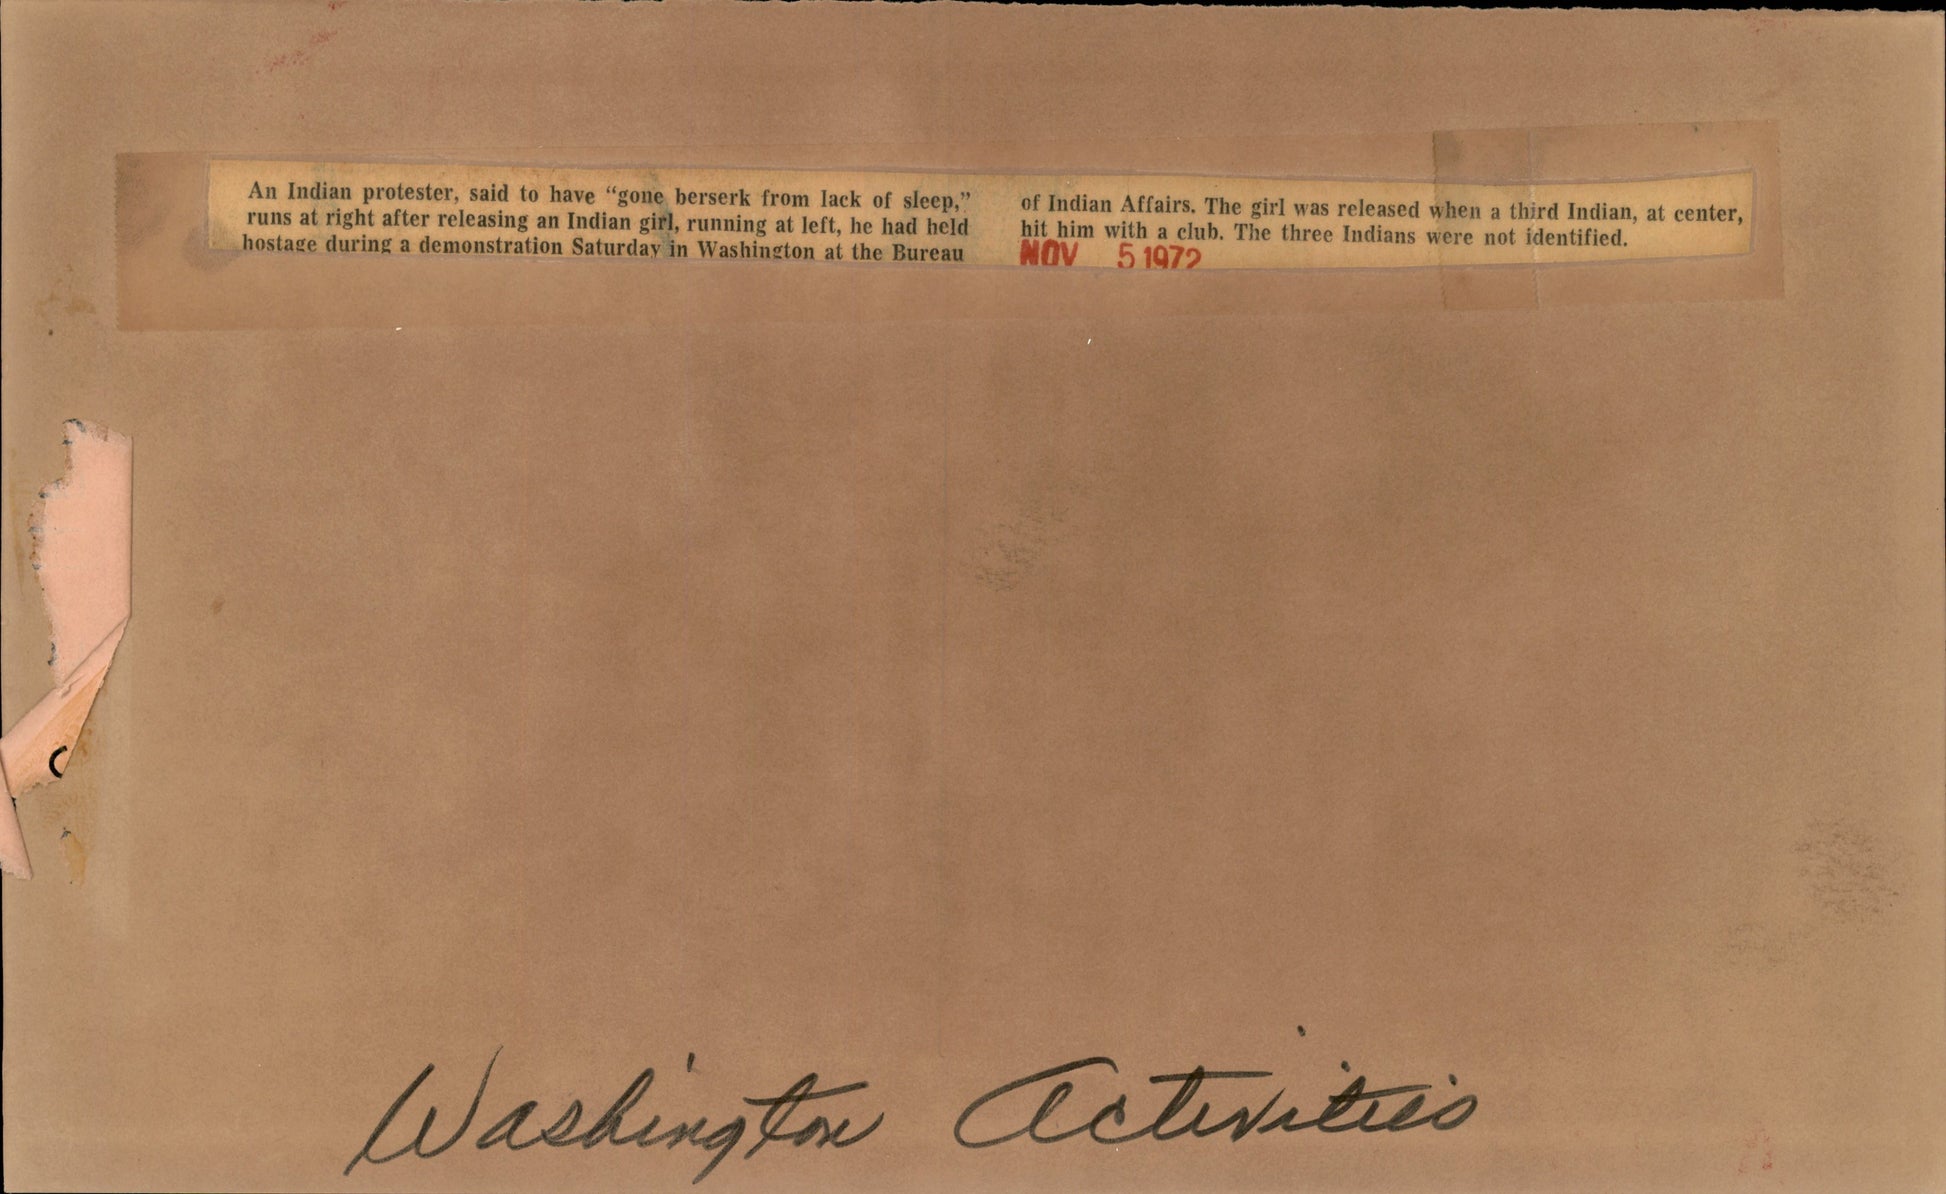 An Indian protester, said to have “gone berserk from lack of sleep,”
runs at right after releasing an Indian girl, running at left, he had held
hostage during a demonstration Saturday in Washington at the Bureau
of Indian Affairs. The girl was released when a third Indian, at center,
hit him with a club. The three Indians were not identified.
NOV 5 1972
Washington Activities